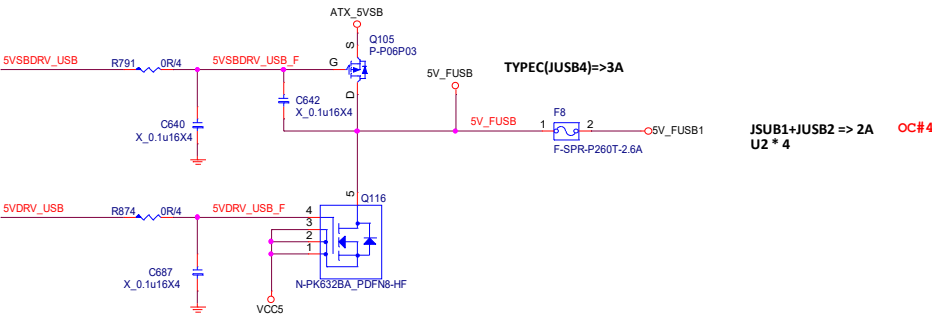 ATX_5VSB
Q105
P-P06P03
S
G
D
5VSBDRV_USB
R791
0R/4
5VSBDRV_USB_F
C642
X_0.1u16X4
C640
X_0.1u16X4
5V_FUSB
TYPEC(JUSB4)=>3A
5V_FUSB
F8
1
2
F-SPR-P260T-2.6A
5V_FUSB1
JSUB1+JUSB2 => 2A
U2 * 4
OC#4
5VDRV_USB
R874
0R/4
5VDRV_USB_F
5
Q116
4
3
2
1
N-PK632BA_PDFN8-HF
C687
X_0.1u16X4
VCC5